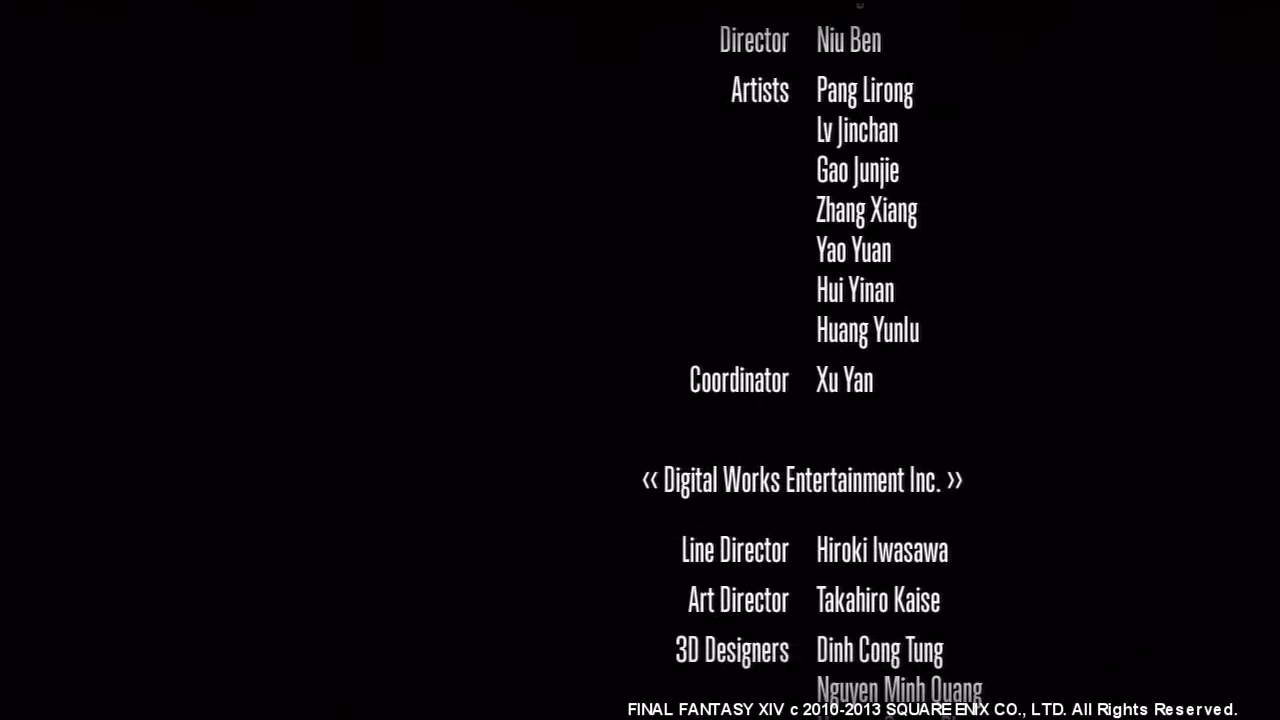 Director Niu Ben
Artists Pang Lirong
Lv Jinchan
Gao Junjie
Zhang Xiang
Yao Yuan
Hui Yinan
Huang Yunlu
Coordinator Xu Yan
‹‹ Digital Works Entertainment Inc. ››
Line Director Hiroki Iwasawa
Art Director Takahiro Kaise
3D Designers Dinh Cong Tung
Nguyen Minh Quang
FINAL FANTASY XIV c 2010-2013 SQUARE ENIX CO., LTD. All Rights Reserved.